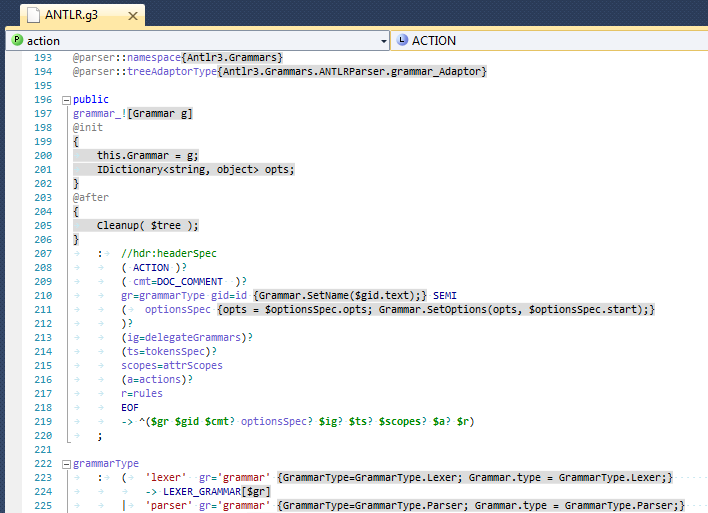 ANTLR.g3
action ACTION
193 @parser::namespace{Antlr3.Grammars}
194 @parser::treeAdaptorType{Antlr3.Grammars.ANTLRParser.grammar_Adaptor}
195
196 public
197 grammar_![Grammar g]
198 @init
199 {
200 this.Grammar = g;
201 IDictionary<string, object> opts;
202 }
203 @after
204 {
205 Cleanup( $tree );
206 }
207 : //hdr:headerSpec
208 ( ACTION )?
209 ( cmt=DOC_COMMENT )?
210 gr=grammarType gid=id {Grammar.SetName($gid.text);} SEMI
211 ( optionsSpec {opts = $optionsSpec.opts; Grammar.SetOptions(opts, $optionsSpec.start);}
212 )?
213 (ig=delegateGrammars)?
214 (ts=tokensSpec)?
215 scopes=attrScopes
216 (a=actions)?
217 r=rules
218 EOF
219 -> ^($gr $gid $cmt? optionsSpec? $ig? $ts? $scopes? $a? $r)
220 ;
221
222 grammarType
223 : ( 'lexer' gr='grammar' {GrammarType=GrammarType.Lexer; Grammar.type = GrammarType.Lexer;}
224 -> LEXER_GRAMMAR[$gr]
225 | 'parser' gr='grammar' {GrammarType=GrammarType.Parser; Grammar.type = GrammarType.Parser;}